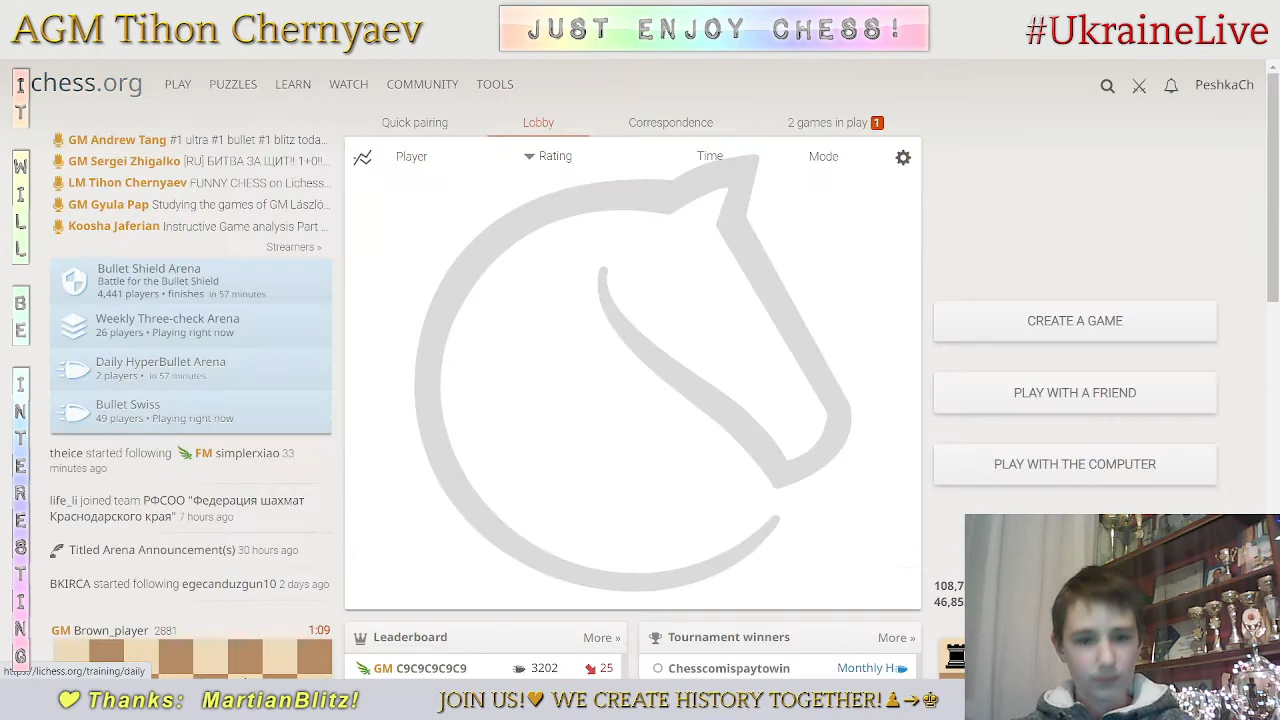 AGM Tihon Chernyaev
JUST ENJOY CHESS!
#UkraineLive
IT WILL BE INTERESTING
chess.org
PLAY PUZZLES LEARN WATCH COMMUNITY TOOLS
PeshkaCh
GM Andrew Tang #1 ultra #1 bullet #1 blitz toda...
GM Sergei Zhigalko [RU] БИТВА ЗА ЩИТ!! 1+0!!...
LM Tihon Chernyaev FUNNY CHESS on Lichess...
GM Gyula Pap Studying the games of GM László...
Koosha Jaferian Instructive Game analysis Part ...
Streamers »
Bullet Shield Arena
Battle for the Bullet Shield
4,441 players • finishes in 57 minutes
Weekly Three-check Arena
26 players • Playing right now
Daily HyperBullet Arena
2 players • in 57 minutes
Bullet Swiss
49 players • Playing right now
theice started following FM simplerxiao 33
minutes ago
life_li joined team РФСОО "Федерация шахмат
Краснодарского края" 7 hours ago
Titled Arena Announcement(s) 30 hours ago
BKIRCA started following egecanduzgun10 2 days ago
GM Brown_player 2881 1:09
https://lichess.org/training/daily
Quick pairing Lobby Correspondence 2 games in play 1
Player Rating Time Mode
CREATE A GAME
PLAY WITH A FRIEND
PLAY WITH THE COMPUTER
108,7
46,85
Leaderboard More »
GM C9C9C9C9C9 3202 25
Tournament winners More »
Chesscomispaytowin Monthly H
Thanks: MartianBlitz!
JOIN US! WE CREATE HISTORY TOGETHER!